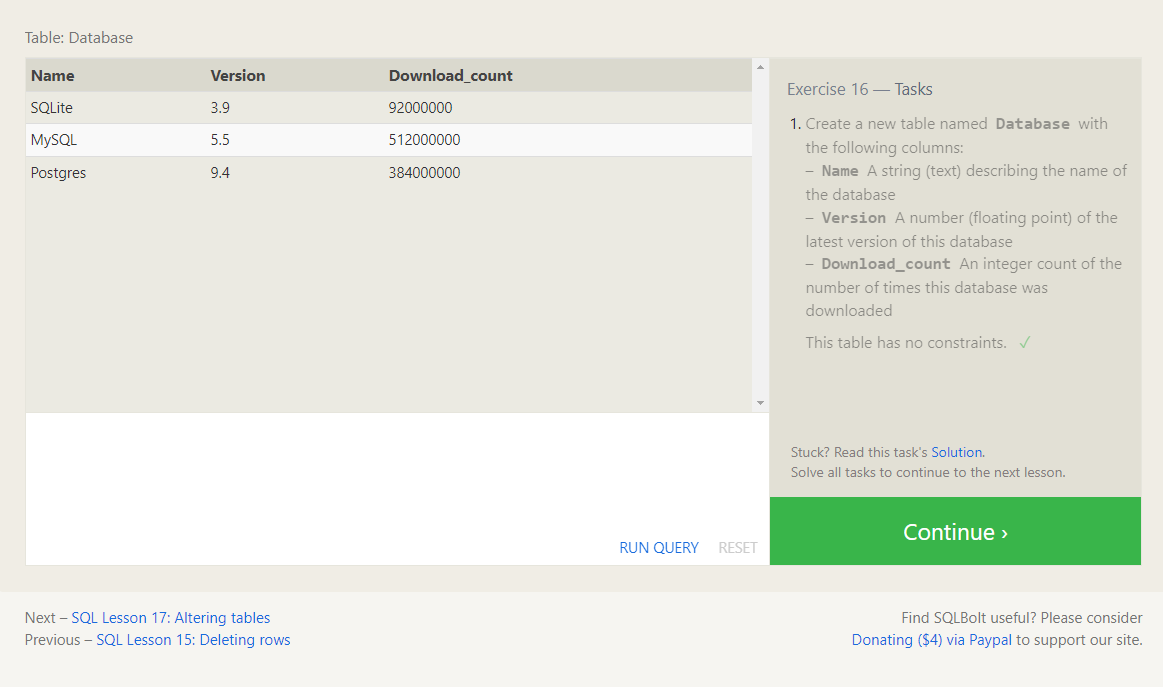 Table: Database
Name Version Download_count
SQLite 3.9 92000000
MySQL 5.5 512000000
Postgres 9.4 384000000
RUN QUERY RESET
Exercise 16 — Tasks
1. Create a new table named Database with
the following columns:
– Name A string (text) describing the name of
the database
– Version A number (floating point) of the
latest version of this database
– Download_count An integer count of the
number of times this database was
downloaded
This table has no constraints. ✓
Stuck? Read this task's Solution.
Solve all tasks to continue to the next lesson.
Continue ›
Next – SQL Lesson 17: Altering tables
Previous – SQL Lesson 15: Deleting rows
Find SQLBolt useful? Please consider
Donating ($4) via Paypal to support our site.